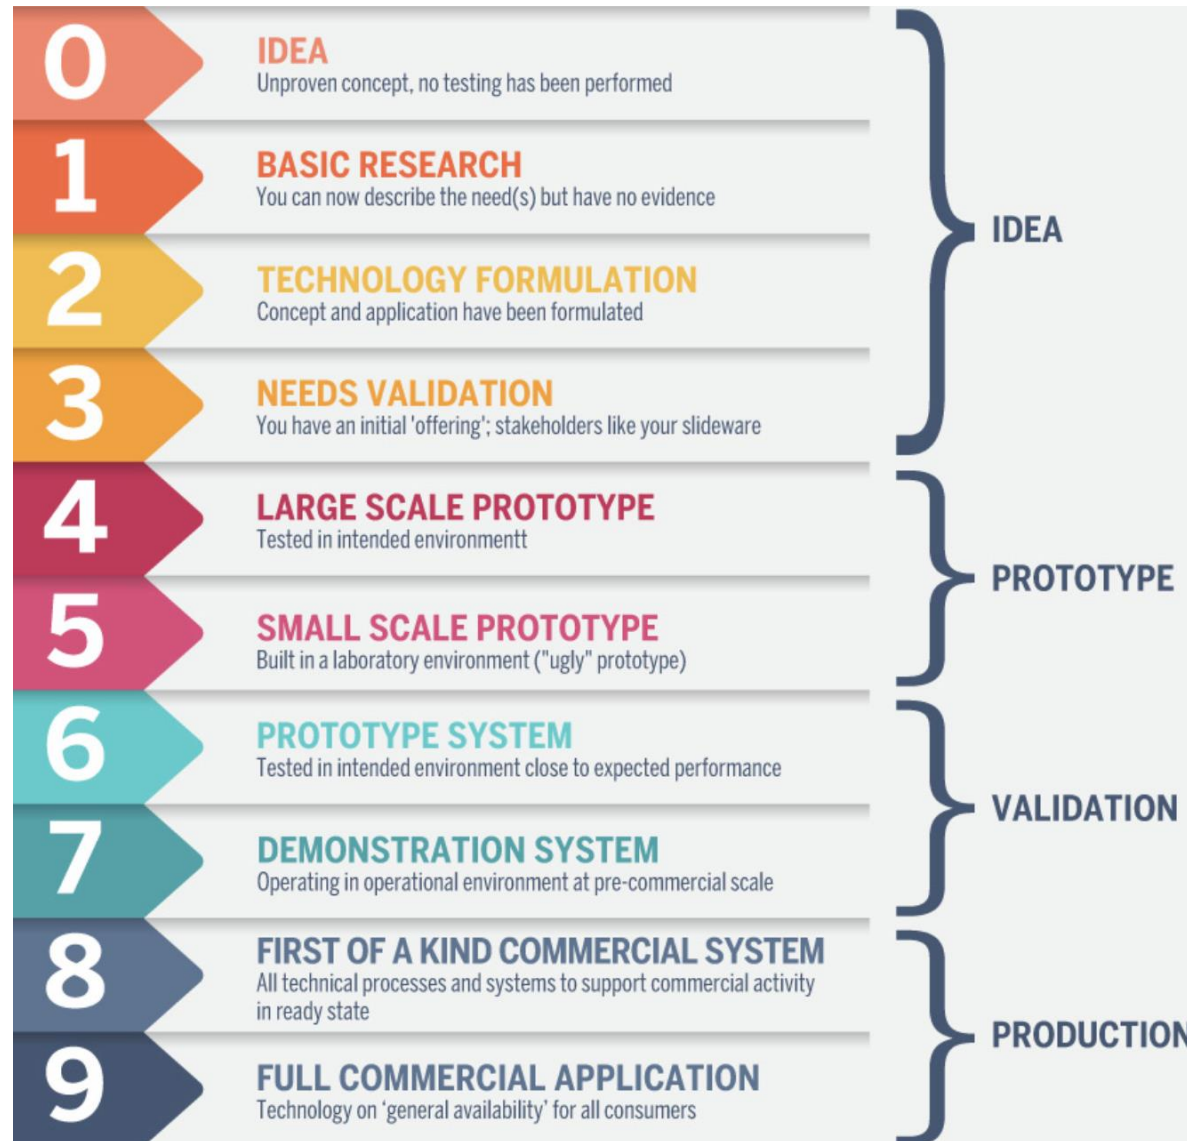 0
IDEA
Unproven concept, no testing has been performed
1
BASIC RESEARCH
You can now describe the need(s) but have no evidence
2
TECHNOLOGY FORMULATION
Concept and application have been formulated
3
NEEDS VALIDATION
You have an initial 'offering'; stakeholders like your slideware
IDEA
4
LARGE SCALE PROTOTYPE
Tested in intended environmentt
5
SMALL SCALE PROTOTYPE
Built in a laboratory environment ("ugly" prototype)
PROTOTYPE
6
PROTOTYPE SYSTEM
Tested in intended environment close to expected performance
7
DEMONSTRATION SYSTEM
Operating in operational environment at pre-commercial scale
VALIDATION
8
FIRST OF A KIND COMMERCIAL SYSTEM
All technical processes and systems to support commercial activity
in ready state
9
FULL COMMERCIAL APPLICATION
Technology on ‘general availability’ for all consumers
PRODUCTION